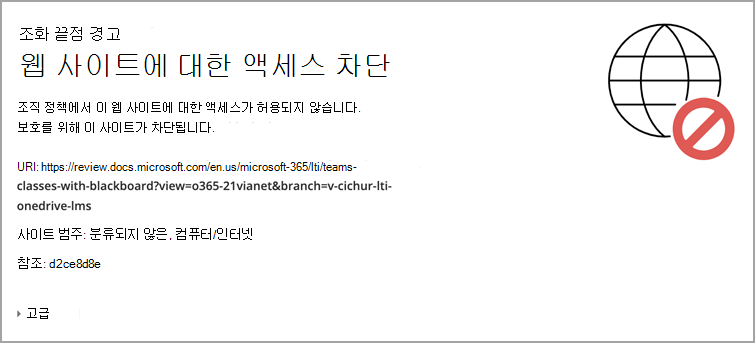 조화 끝점 경고
웹 사이트에 대한 액세스 차단
조직 정책에서 이 웹 사이트에 대한 액세스가 허용되지 않습니다.
보호를 위해 이 사이트가 차단됩니다.
URI: https://review.docs.microsoft.com/en.us/microsoft-365/lti/teams-
classes-with-blackboard?view=o365-21vianet&branch=v-cichur-lti-
onedrive-lms
사이트 범주: 분류되지 않은, 컴퓨터/인터넷
참조: d2ce8d8e
고급